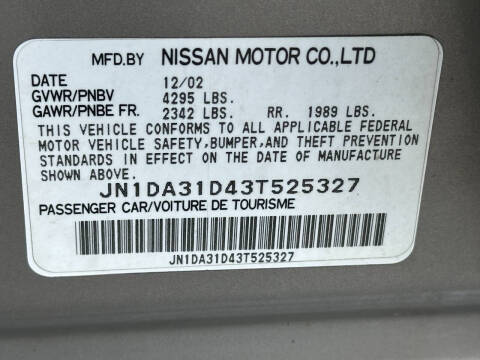 MFD.BY NISSAN MOTOR CO.,LTD
DATE 12/02
GVWR/PNBV 4295 LBS.
GAWR/PNBE FR. 2342 LBS. RR. 1989 LBS.
THIS VEHICLE CONFORMS TO ALL APPLICABLE FEDERAL
MOTOR VEHICLE SAFETY,BUMPER,AND THEFT PREVENTION
STANDARDS IN EFFECT ON THE DATE OF MANUFACTURE
SHOWN ABOVE.
JN1DA31D43T525327
PASSENGER CAR/VOITURE DE TOURISME
JN1DA31D43T525327